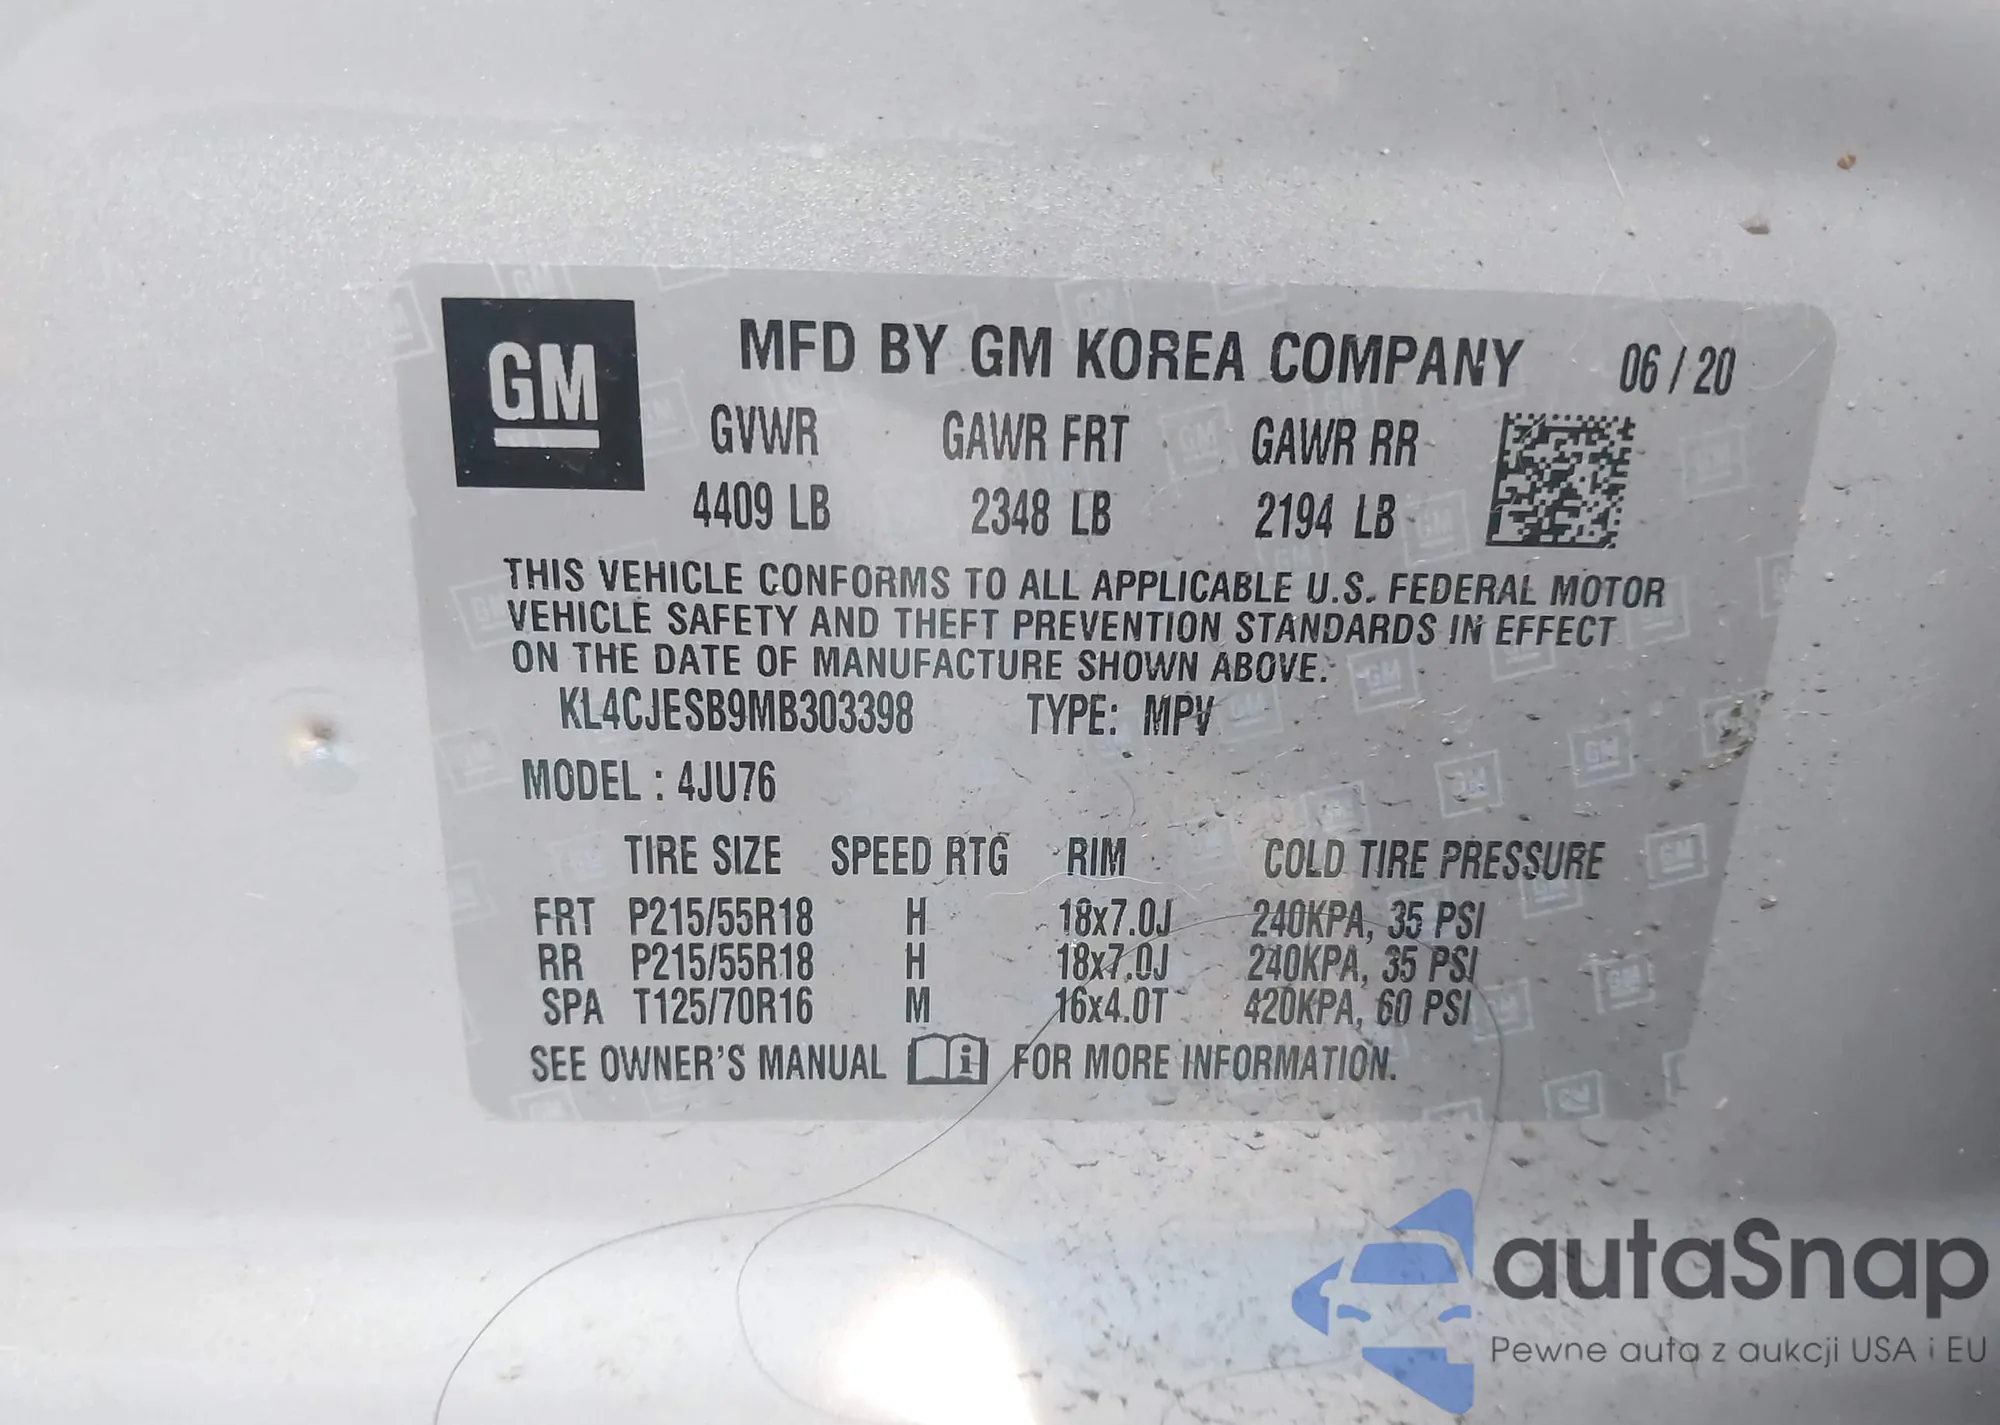 GM
MFD BY GM KOREA COMPANY 06 / 20
GVWR GAWR FRT GAWR RR
4409 LB 2348 LB 2194 LB
THIS VEHICLE CONFORMS TO ALL APPLICABLE U.S. FEDERAL MOTOR
VEHICLE SAFETY AND THEFT PREVENTION STANDARDS IN EFFECT
ON THE DATE OF MANUFACTURE SHOWN ABOVE.
KL4CJESB9MB303398 TYPE: MPV
MODEL : 4JU76
TIRE SIZE SPEED RTG RIM COLD TIRE PRESSURE
FRT P215/55R18 H 18x7.0J 240KPA, 35 PSI
RR P215/55R18 H 18x7.0J 240KPA, 35 PSI
SPA T125/70R16 M 16x4.0T 420KPA, 60 PSI
SEE OWNER'S MANUAL i FOR MORE INFORMATION.
autaSnap
Pewne auta z aukcji USA i EU